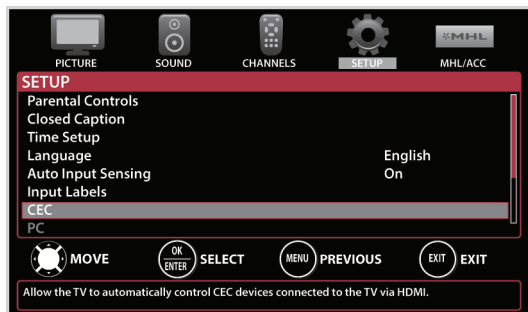 PICTURE SOUND CHANNELS SETUP MHL/ACC
MHL
SETUP
Parental Controls
Closed Caption
Time Setup
Language English
Auto Input Sensing On
Input Labels
CEC
PC
MOVE OK ENTER SELECT MENU PREVIOUS EXIT EXIT
Allow the TV to automatically control CEC devices connected to the TV via HDMI.